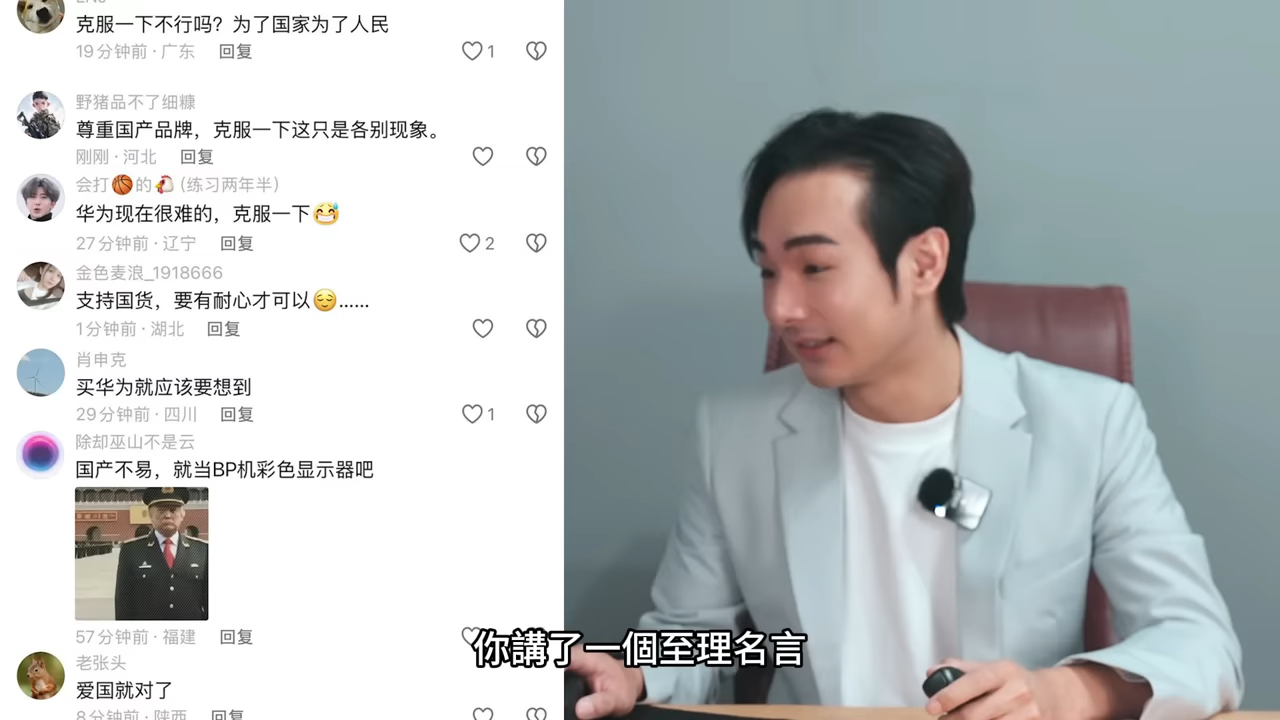 克服一下不行吗？为了国家为了人民
19分钟前·广东 回复 1
野猪品不了细糠
尊重国产品牌，克服一下这只是各别现象。
刚刚·河北 回复
会打🏀的🐔(练习两年半)
华为现在很难的，克服一下😅
27分钟前·辽宁 回复 2
金色麦浪_1918666
支持国货，要有耐心才可以😌……
1分钟前·湖北 回复
肖申克
买华为就应该要想到
29分钟前·四川 回复 1
除却巫山不是云
国产不易，就当BP机彩色显示器吧
57分钟前·福建 回复
你講了一個至理名言
老张头
爱国就对了
8分钟前·陕西 回复